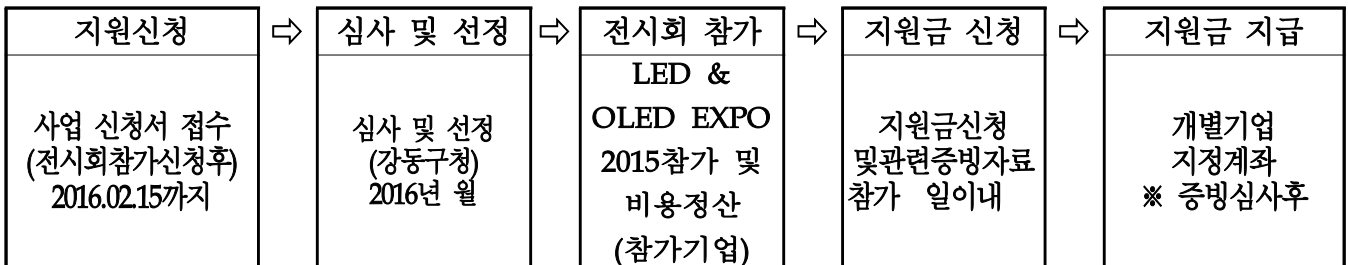 지원신청 ⇨ 심사 및 선정 ⇨ 전시회 참가 ⇨ 지원금 신청 ⇨ 지원금 지급
사업 신청서 접수
(전시회참가신청후)
2016.02.15까지
심사 및 선정
(강동구청)
2016년 월
LED &
OLED EXPO
2015참가 및
비용정산
(참가기업)
지원금신청
및관련증빙자료
참가 일이내
개별기업
지정계좌
※ 증빙심사후